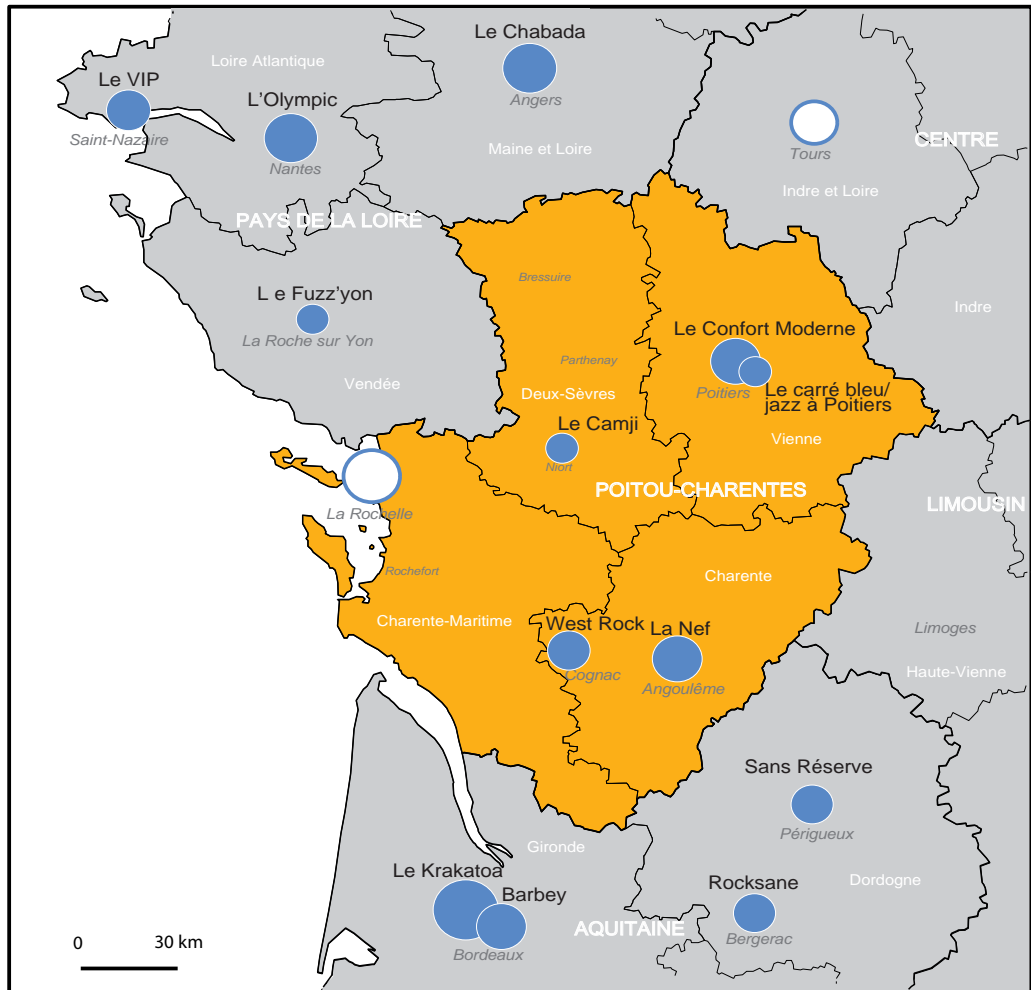 Le Chabada
Angers
Loire Atlantique
Le VIP
Saint-Nazaire
L'Olympic
Nantes
Maine et Loire
Tours
CENTRE
Indre et Loire
PAYS DE LA LOIRE
Bressuire
Indre
L e Fuzz'yon
La Roche sur Yon
Vendée
Parthenay
Deux-Sèvres
Le Confort Moderne
Poitiers
Le carré bleu/
jazz à Poitiers
Vienne
Le Camji
Niort
POITOU-CHARENTES
LIMOUSIN
La Rochelle
Rochefort
Charente
Charente-Maritime
West Rock
Cognac
La Nef
Angoulême
Limoges
Haute-Vienne
Sans Réserve
Périgueux
Gironde
Le Krakatoa
Barbey
Bordeaux
AQUITAINE
Rocksane
Bergerac
Dordogne
0 30 km